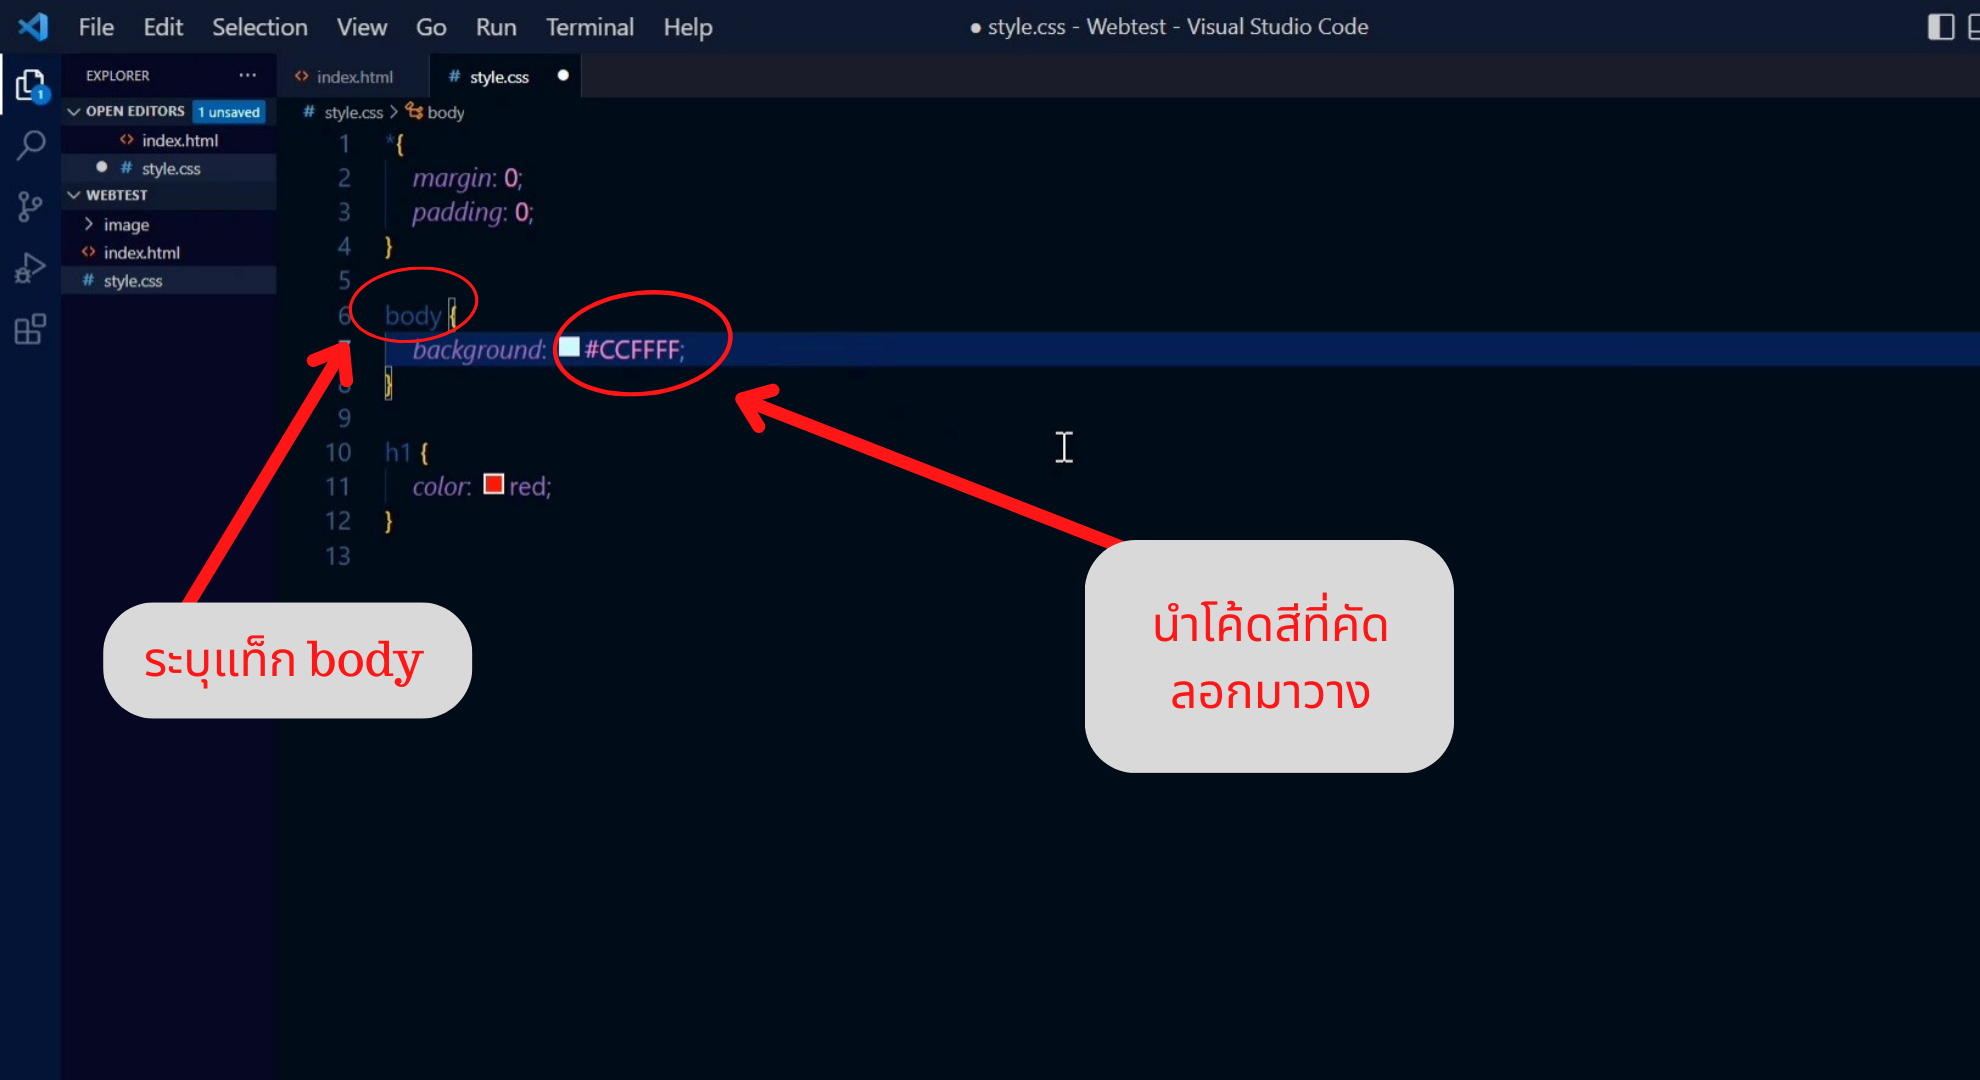 File Edit Selection View Go Run Terminal Help
● style.css - Webtest - Visual Studio Code
EXPLORER ...
OPEN EDITORS 1 unsaved
<> index.html
● # style.css
WEBTEST
> image
<> index.html
# style.css
1
<> index.html # style.css ●
# style.css > body
1 *{
2 margin: 0;
3 padding: 0;
4 }
5
6 body {
7 background: #CCFFFF;
8 }
9
10 h1 {
11 color: red;
12 }
13
ระบุแท็ก body
นำโค้ดสีที่คัด
ลอกมาวาง